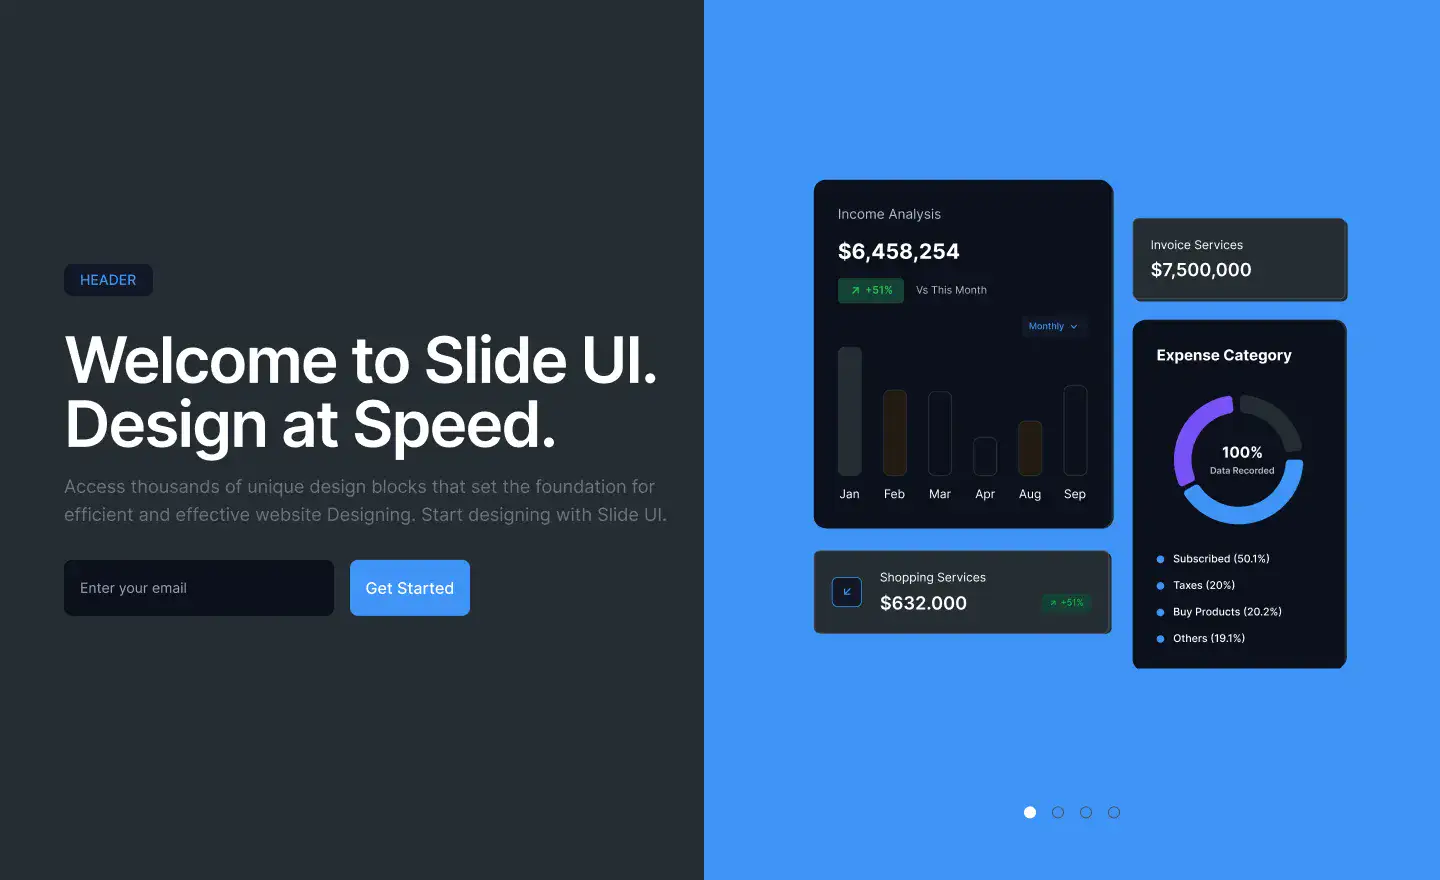 HEADER
Welcome to Slide UI.
Design at Speed.
Access thousands of unique design blocks that set the foundation for
efficient and effective website Designing. Start designing with Slide UI.
Enter your email
Get Started
Income Analysis
$6,458,254
+51%
Vs This Month
Monthly
Jan Feb Mar Apr Aug Sep
Shopping Services
$632.000
+51%
Invoice Services
$7,500,000
Expense Category
100%
Data Recorded
Subscribed (50.1%)
Taxes (20%)
Buy Products (20.2%)
Others (19.1%)